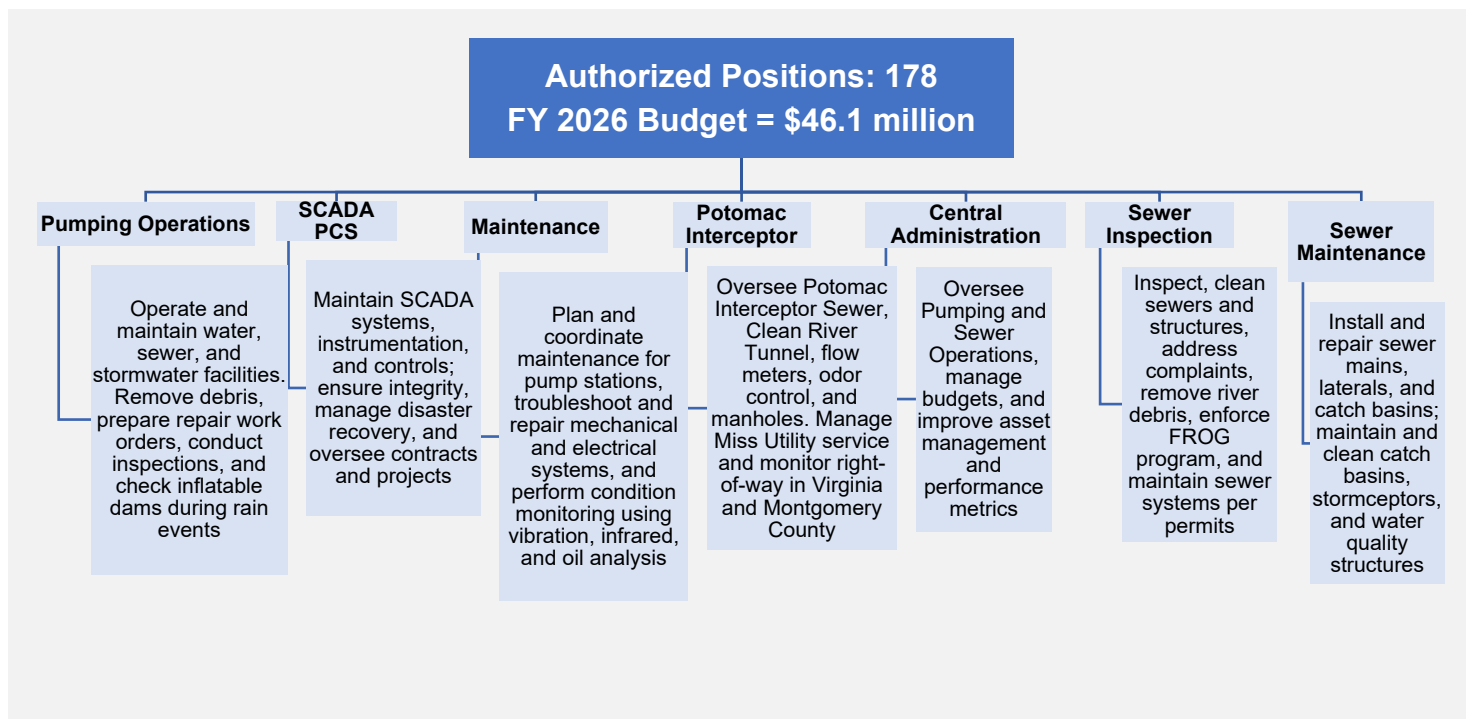 Authorized Positions: 178
FY 2026 Budget = $46.1 million
Pumping Operations
Operate and
maintain water,
sewer, and
stormwater facilities.
Remove debris,
prepare repair work
orders, conduct
inspections, and
check inflatable
dams during rain
events
SCADA
PCS
Maintain SCADA
systems,
instrumentation,
and controls;
ensure integrity,
manage disaster
recovery, and
oversee contracts
and projects
Maintenance
Plan and
coordinate
maintenance for
pump stations,
troubleshoot and
repair mechanical
and electrical
systems, and
perform condition
monitoring using
vibration, infrared,
and oil analysis
Potomac
Interceptor
Oversee Potomac
Interceptor Sewer,
Clean River
Tunnel, flow
meters, odor
control, and
manholes. Manage
Miss Utility service
and monitor right-
of-way in Virginia
and Montgomery
County
Central
Administration
Oversee
Pumping and
Sewer
Operations,
manage
budgets, and
improve asset
management
and
performance
metrics
Sewer
Inspection
Inspect, clean
sewers and
structures,
address
complaints,
remove river
debris, enforce
FROG
program, and
maintain sewer
systems per
permits
Sewer
Maintenance
Install and
repair sewer
mains,
laterals, and
catch basins;
maintain and
clean catch
basins,
stormceptors,
and water
quality
structures